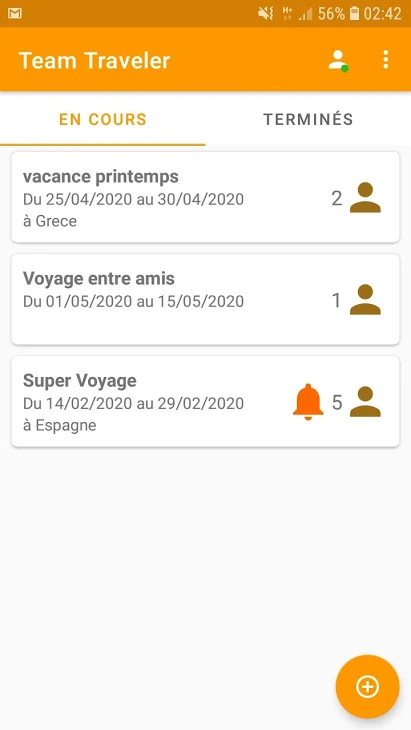 H+ 56% 02:42
Team Traveler
EN COURS TERMINÉS
vacance printemps
Du 25/04/2020 au 30/04/2020
à Grece
2
Voyage entre amis
Du 01/05/2020 au 15/05/2020
1
Super Voyage
Du 14/02/2020 au 29/02/2020
à Espagne
5